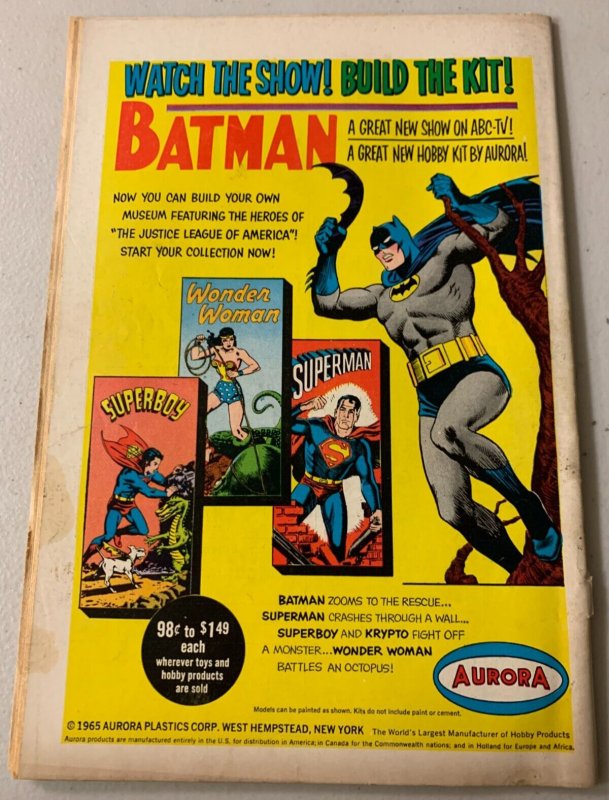 WATCH THE SHOW! BUILD THE KIT!
BATMAN
A GREAT NEW SHOW ON ABC-TV!
A GREAT NEW HOBBY KIT BY AURORA!
NOW YOU CAN BUILD YOUR OWN
MUSEUM FEATURING THE HEROES OF
"THE JUSTICE LEAGUE OF AMERICA"!
START YOUR COLLECTION NOW!
Wonder
Woman
SUPERMAN
SUPERBOY
S
98¢ to $149
each
wherever toys and
hobby products
are sold
BATMAN ZOOMS TO THE RESCUE...
SUPERMAN CRASHES THROUGH A WALL...
SUPERBOY AND KRYPTO FIGHT OFF
A MONSTER...WONDER WOMAN
BATTLES AN OCTOPUS!
AURORA
Models can be painted as shown. Kits do not include paint or cement.
© 1965 AURORA PLASTICS CORP. WEST HEMPSTEAD, NEW YORK The World's Largest Manufacturer of Hobby Products
Aurora products are manufactured entirely in the U.S. for distribution in America; in Canada for the Commonwealth nations; and in Holland for Europe and Africa.